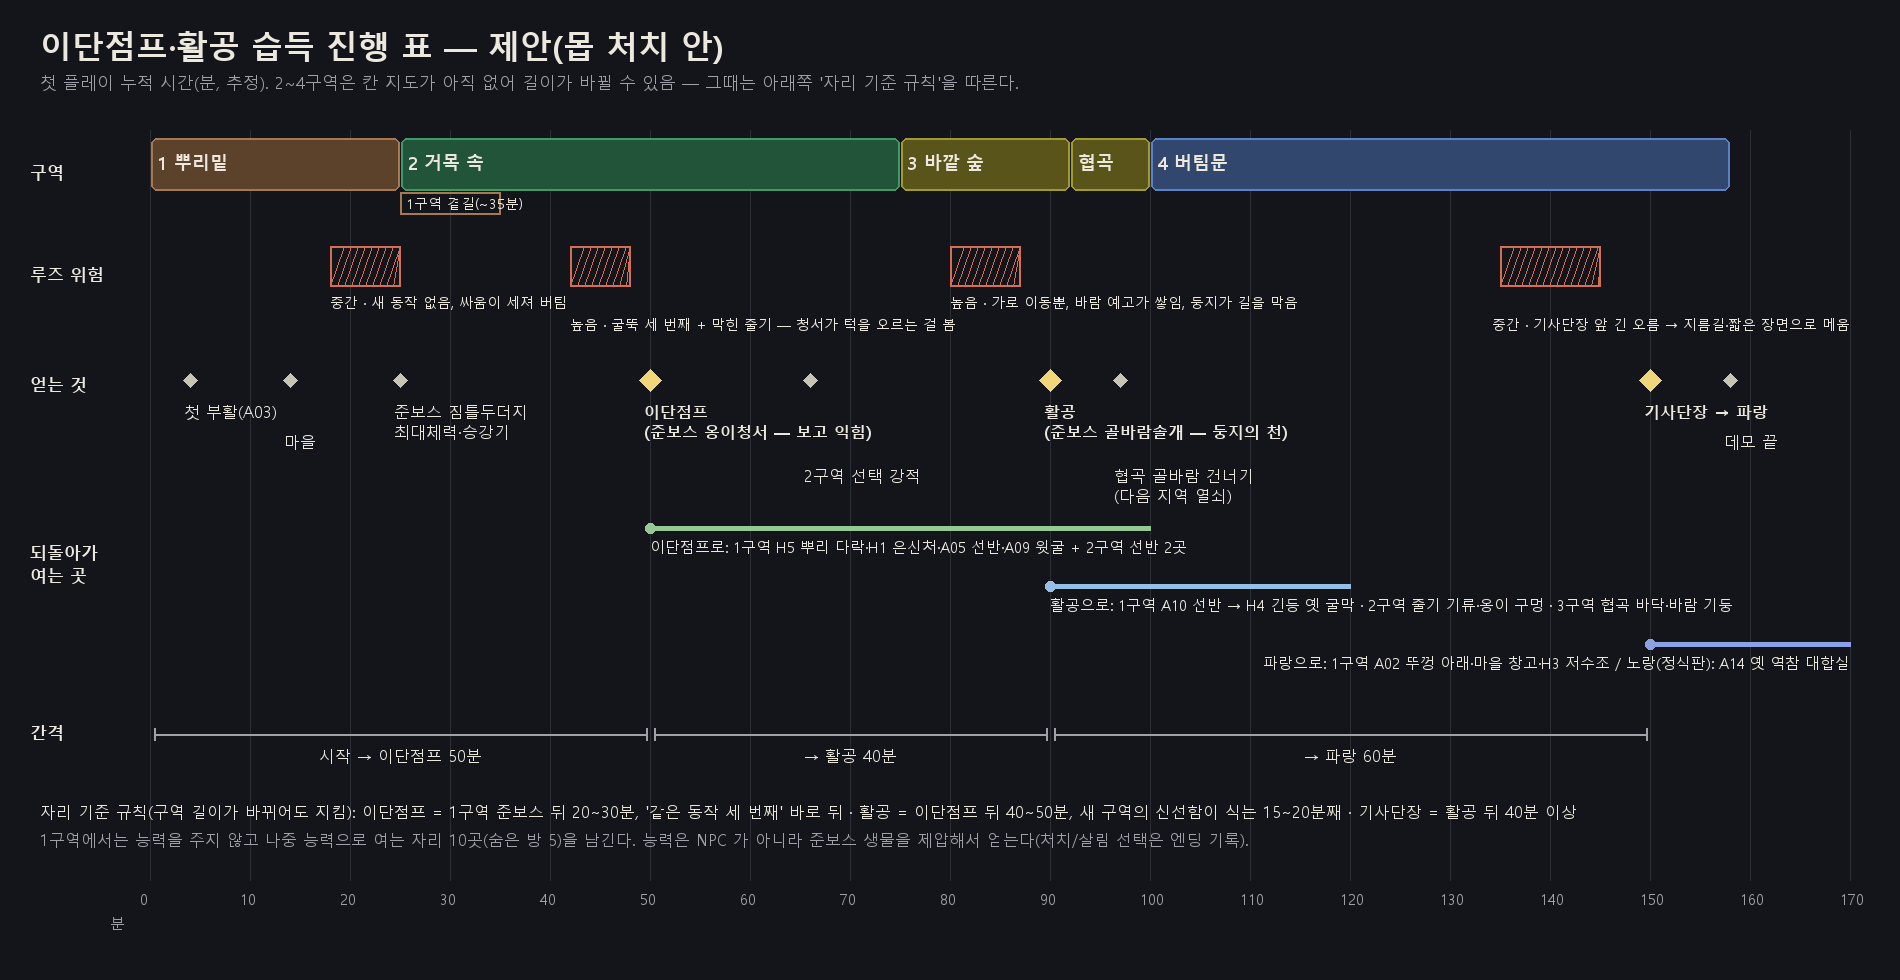 이단점프·활공 습득 진행 표 — 제안(몹 처치 안)
첫 플레이 누적 시간(분, 추정). 2~4구역은 칸 지도가 아직 없어 길이가 바뀔 수 있음 — 그때는 아래쪽 '자리 기준 규칙'을 따른다.
구역
1 뿌리밑
2 거목 속
3 바깥 숲
협곡
4 버팀문
1구역 곁길(~35분)
루즈 위험
중간 · 새 동작 없음, 싸움이 세져 버팀
높음 · 가로 이동뿐, 바람 예고가 쌓임, 둥지가 길을 막음
높음 · 굴뚝 세 번째 + 막힌 줄기 — 청서가 턱을 오르는 걸 봄
중간 · 기사단장 앞 긴 오름 → 지름길·짧은 장면으로 메움
얻는 것
첫 부활(A03)
마을
준보스 짐틀두더지
최대체력·승강기
이단점프
(준보스 옹이청서 — 보고 익힘)
2구역 선택 강적
활공
(준보스 골바람솔개 — 둥지의 천)
협곡 골바람 건너기
(다음 지역 열쇠)
기사단장 → 파랑
데모 끝
되돌아가
여는 곳
이단점프로: 1구역 H5 뿌리 다락·H1 은신처·A05 선반·A09 윗굴 + 2구역 선반 2곳
활공으로: 1구역 A10 선반 → H4 긴등 옛 굴막 · 2구역 줄기 기류·옹이 구멍 · 3구역 협곡 바닥·바람 기둥
파랑으로: 1구역 A02 뚜껑 아래·마을 창고·H3 저수조 / 노랑(정식판): A14 옛 역참 대합실
간격
시작 → 이단점프 50분
→ 활공 40분
→ 파랑 60분
자리 기준 규칙(구역 길이가 바뀌어도 지킴): 이단점프 = 1구역 준보스 뒤 20~30분, '같은 동작 세 번째' 바로 뒤 · 활공 = 이단점프 뒤 40~50분, 새 구역의 신선함이 식는 15~20분째 · 기사단장 = 활공 뒤 40분 이상
1구역에서는 능력을 주지 않고 나중 능력으로 여는 자리 10곳(숨은 방 5)을 남긴다. 능력은 NPC 가 아니라 준보스 생물을 제압해서 얻는다(처치/살림 선택은 엔딩 기록).
0 10 20 30 40 50 60 70 80 90 100 110 120 130 140 150 160 170
분